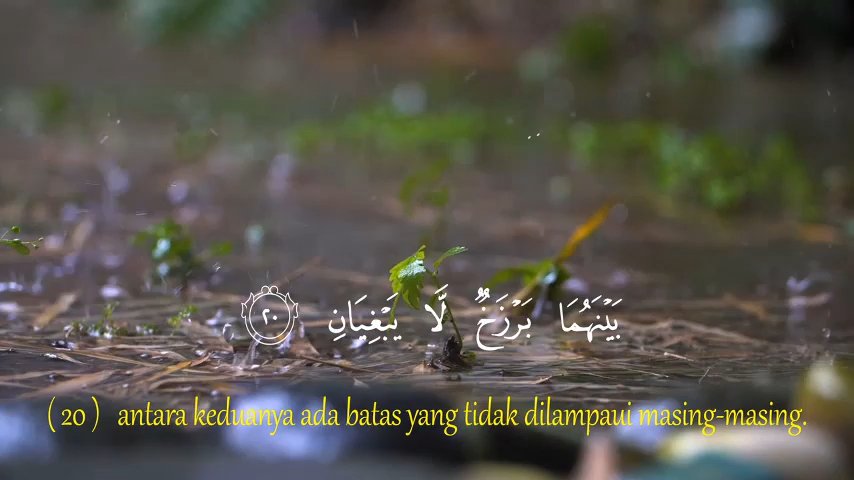 بَيْنَهُمَا بَرْزَخٌ لَّا يَبْغِيَانِ ٢٠
( 20 ) antara keduanya ada batas yang tidak dilampaui masing-masing.